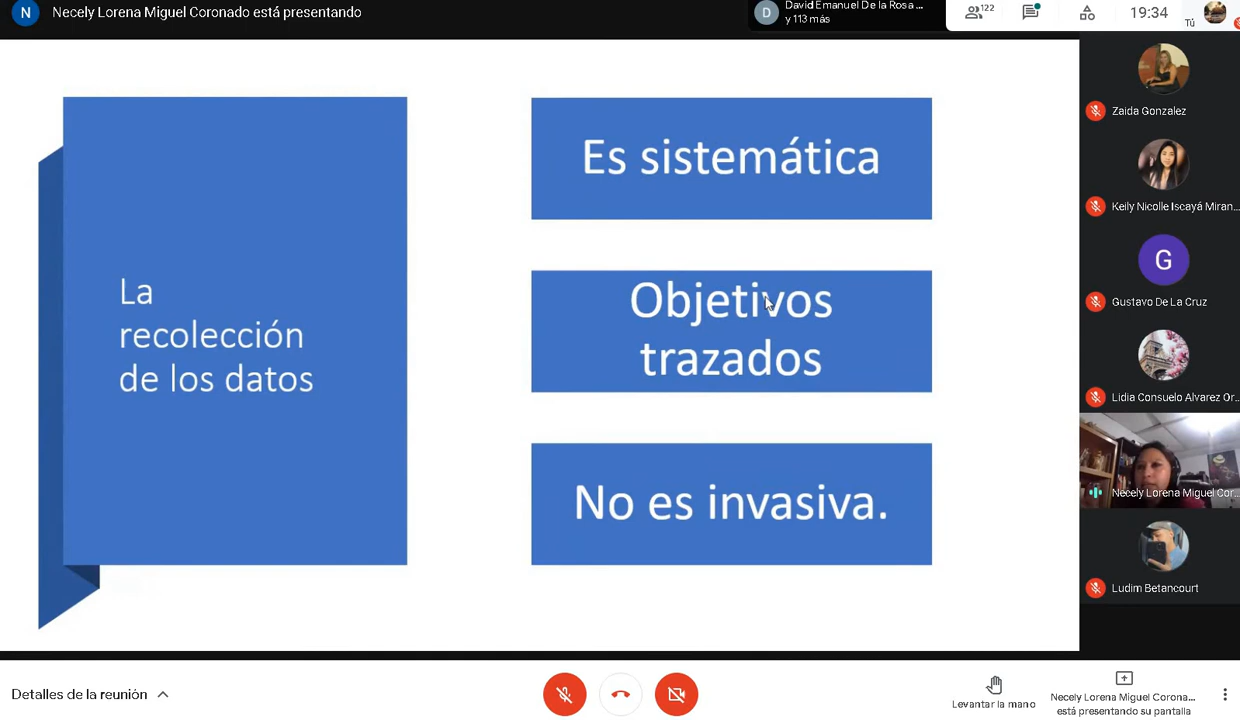 N
Necely Lorena Miguel Coronado está presentando
D
David Emanuel De la Rosa ...
y 113 más
122
19:34
Tú
La
recolección
de los datos
Es sistemática
Objetivos
trazados
No es invasiva.
Zaida Gonzalez
Keily Nicolle Iscayá Miran...
G
Gustavo De La Cruz
Lidia Consuelo Alvarez Or...
Necely Lorena Miguel Cor...
Ludim Betancourt
Detalles de la reunión
Levantar la mano
Necely Lorena Miguel Corona...
está presentando su pantalla